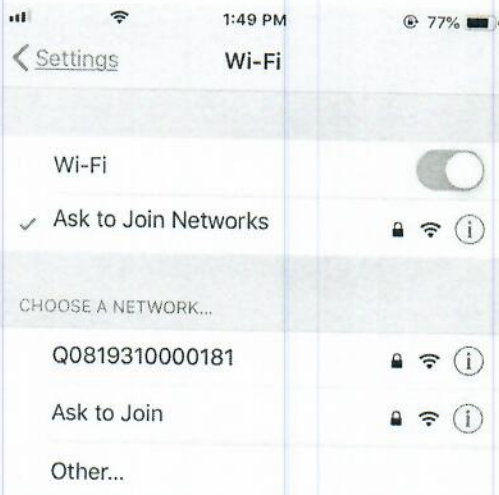 1:49 PM 77%
Settings Wi-Fi
Wi-Fi
Ask to Join Networks
CHOOSE A NETWORK...
Q0819310000181
Ask to Join
Other...